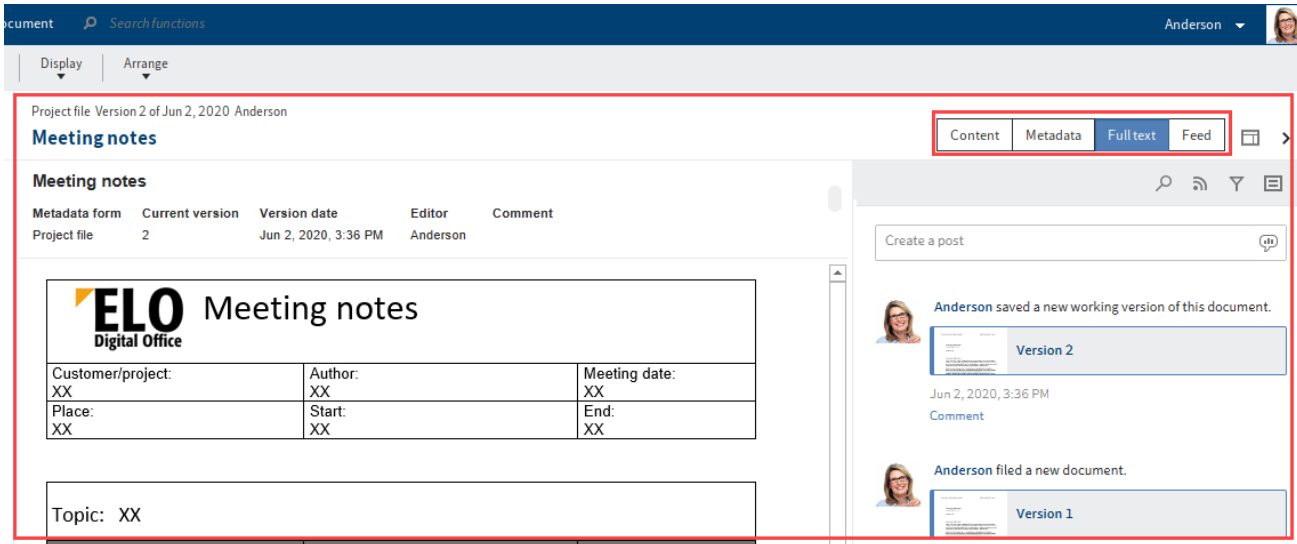 ocument Search functions Anderson
Display Arrange
Project file Version 2 of Jun 2, 2020 Anderson
Meeting notes
Content Metadata Full text Feed
Meeting notes
Metadata form Current version Version date Editor Comment
Project file 2 Jun 2, 2020, 3:36 PM Anderson
ELO Digital Office
Meeting notes
Customer/project: Author: Meeting date:
XX XX XX
Place: Start: End:
XX XX XX
Topic: XX
Create a post
Anderson saved a new working version of this document.
Version 2
Jun 2, 2020, 3:36 PM
Comment
Anderson filed a new document.
Version 1